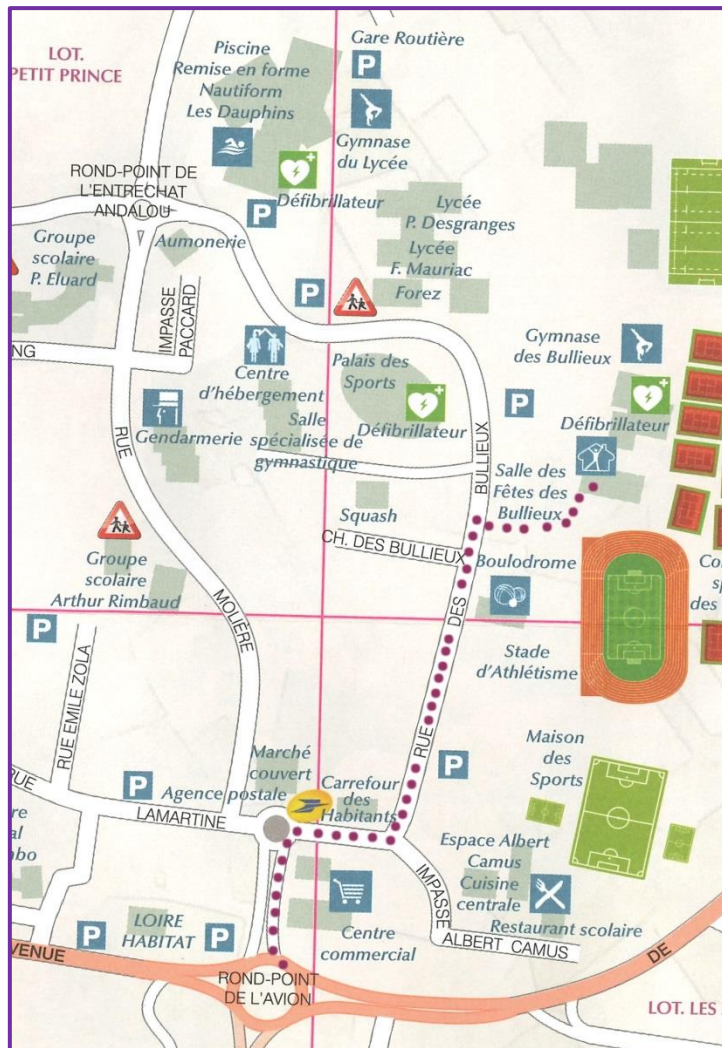 LOT.
PETIT PRINCE
Piscine
Remise en forme
Nautiform
Les Dauphins
Gare Routière
P
Gymnase
du Lycée
ROND-POINT DE
L'ENTRECHAT
ANDALOU
Défibrillateur
P
Lycée
P. Desgranges
Lycée
F. Mauriac
Forez
Groupe
scolaire
P. Eluard
Aumonerie
P
IMPASSE
PACCARD
Gymnase
des Bullieux
Centre
d'hébergement
Palais des
Sports
P
RUE
Gendarmerie
Salle
spécialisée de
gymnastique
Défibrillateur
Défibrillateur
BULLIEUX
Salle des
Fêtes des
Bullieux
Squash
CH. DES BULLIEUX
Boulodrome
Groupe
scolaire
Arthur Rimbaud
MOLIÈRE
DES
des
P
Stade
d'Athlétisme
RUE EMILE ZOLA
RUE
Maison
des
Sports
Marché
couvert
P
P
Agence postale
Carrefour
des
Habitants
LAMARTINE
Espace Albert
Camus
Cuisine
centrale
Restaurant scolaire
IMPASSE
ALBERT CAMUS
P
LOIRE
HABITAT
P
Centre
commercial
DE
ROND-POINT
DE L'AVION
LOT. LES